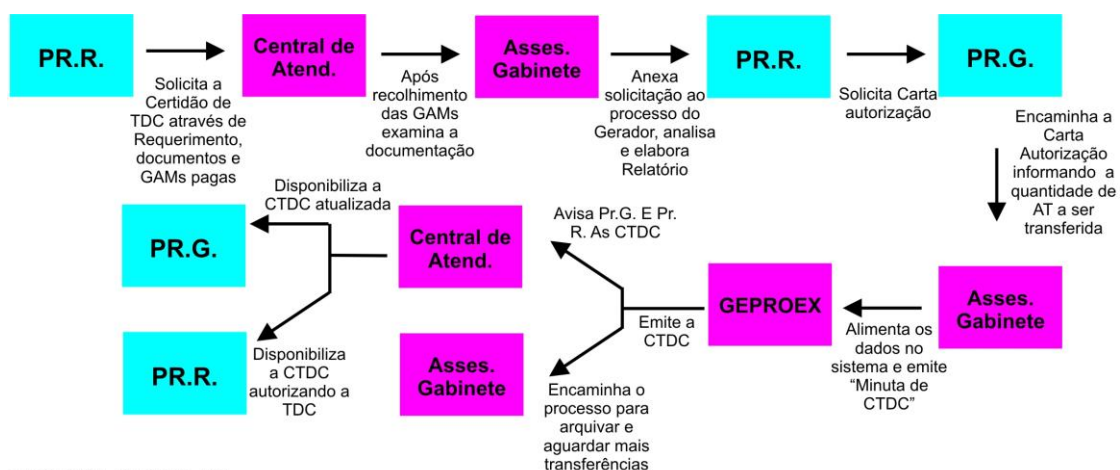 PR.R.
Solicita a
Certidão de
TDC através de
Requerimento,
documentos e
GAMs pagas
Central de
Atend.
Após
recolhimento
das GAMs
examina a
documentação
Asses.
Gabinete
Anexa
solicitação ao
processo do
Gerador, analisa
e elabora
Relatório
PR.R.
Solicita Carta
autorização
PR.G.
Encaminha a
Carta
Autorização
informando a
quantidade de
AT a ser
transferida
Asses.
Gabinete
Alimenta os
dados no
sistema e emite
“Minuta de
CTDC”
GEPROEX
Emite a
CTDC
Avisa Pr.G. E Pr.
R. As CTDC
Central de
Atend.
Encaminha o
processo para
arquivar e
aguardar mais
transferências
Asses.
Gabinete
Disponibiliza a
CTDC atualizada
PR.G.
Disponibiliza
a CTDC
autorizando a
TDC
PR.R.